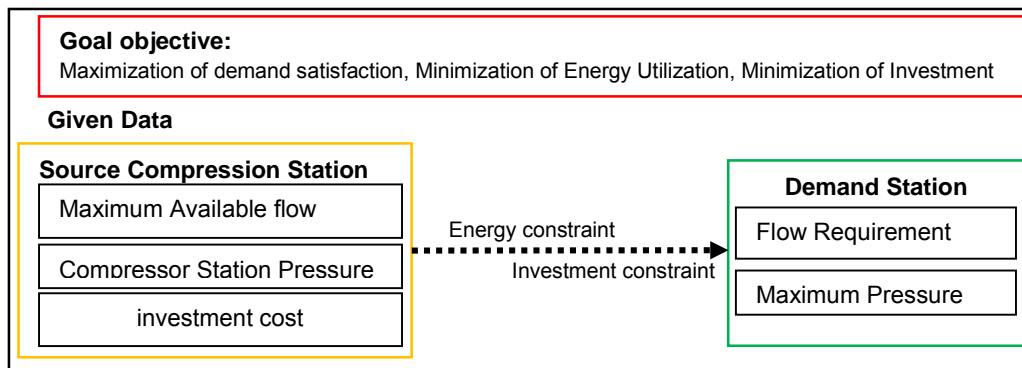 Goal objective:
Maximization of demand satisfaction, Minimization of Energy Utilization, Minimization of Investment
Given Data
Source Compression Station
Maximum Available flow
Compressor Station Pressure
investment cost
Energy constraint
Investment constraint
Demand Station
Flow Requirement
Maximum Pressure